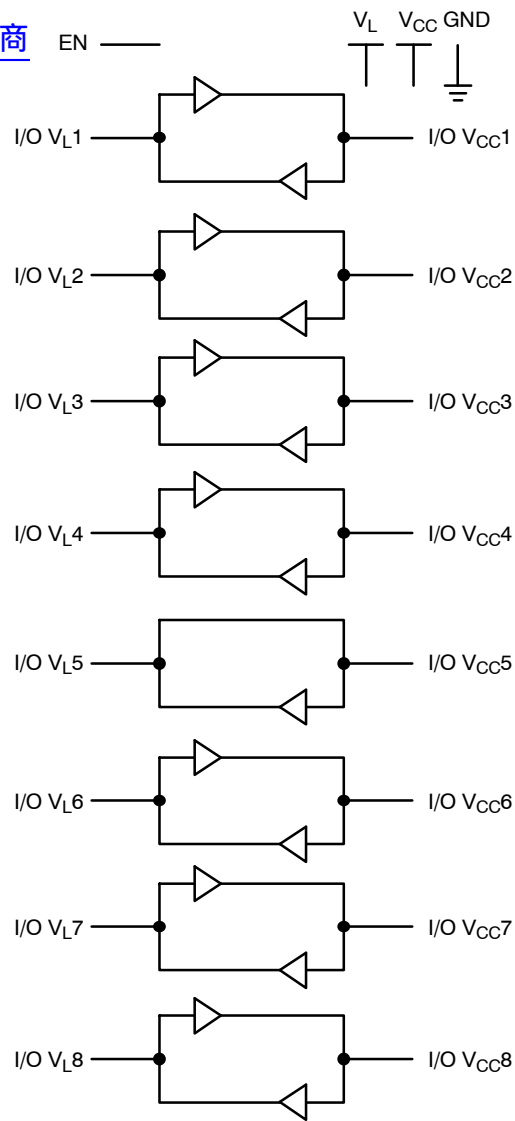 商
EN V_L V_CC GND
I/O V_L1 I/O V_CC1
I/O V_L2 I/O V_CC2
I/O V_L3 I/O V_CC3
I/O V_L4 I/O V_CC4
I/O V_L5 I/O V_CC5
I/O V_L6 I/O V_CC6
I/O V_L7 I/O V_CC7
I/O V_L8 I/O V_CC8